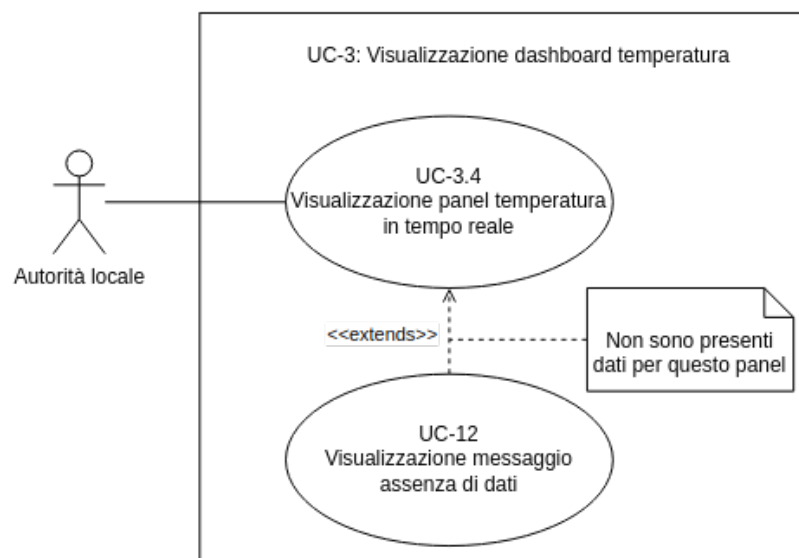 UC-3: Visualizzazione dashboard temperatura
UC-3.4
Visualizzazione panel temperatura
in tempo reale
Autorità locale
<<extends>>
Non sono presenti
dati per questo panel
UC-12
Visualizzazione messaggio
assenza di dati